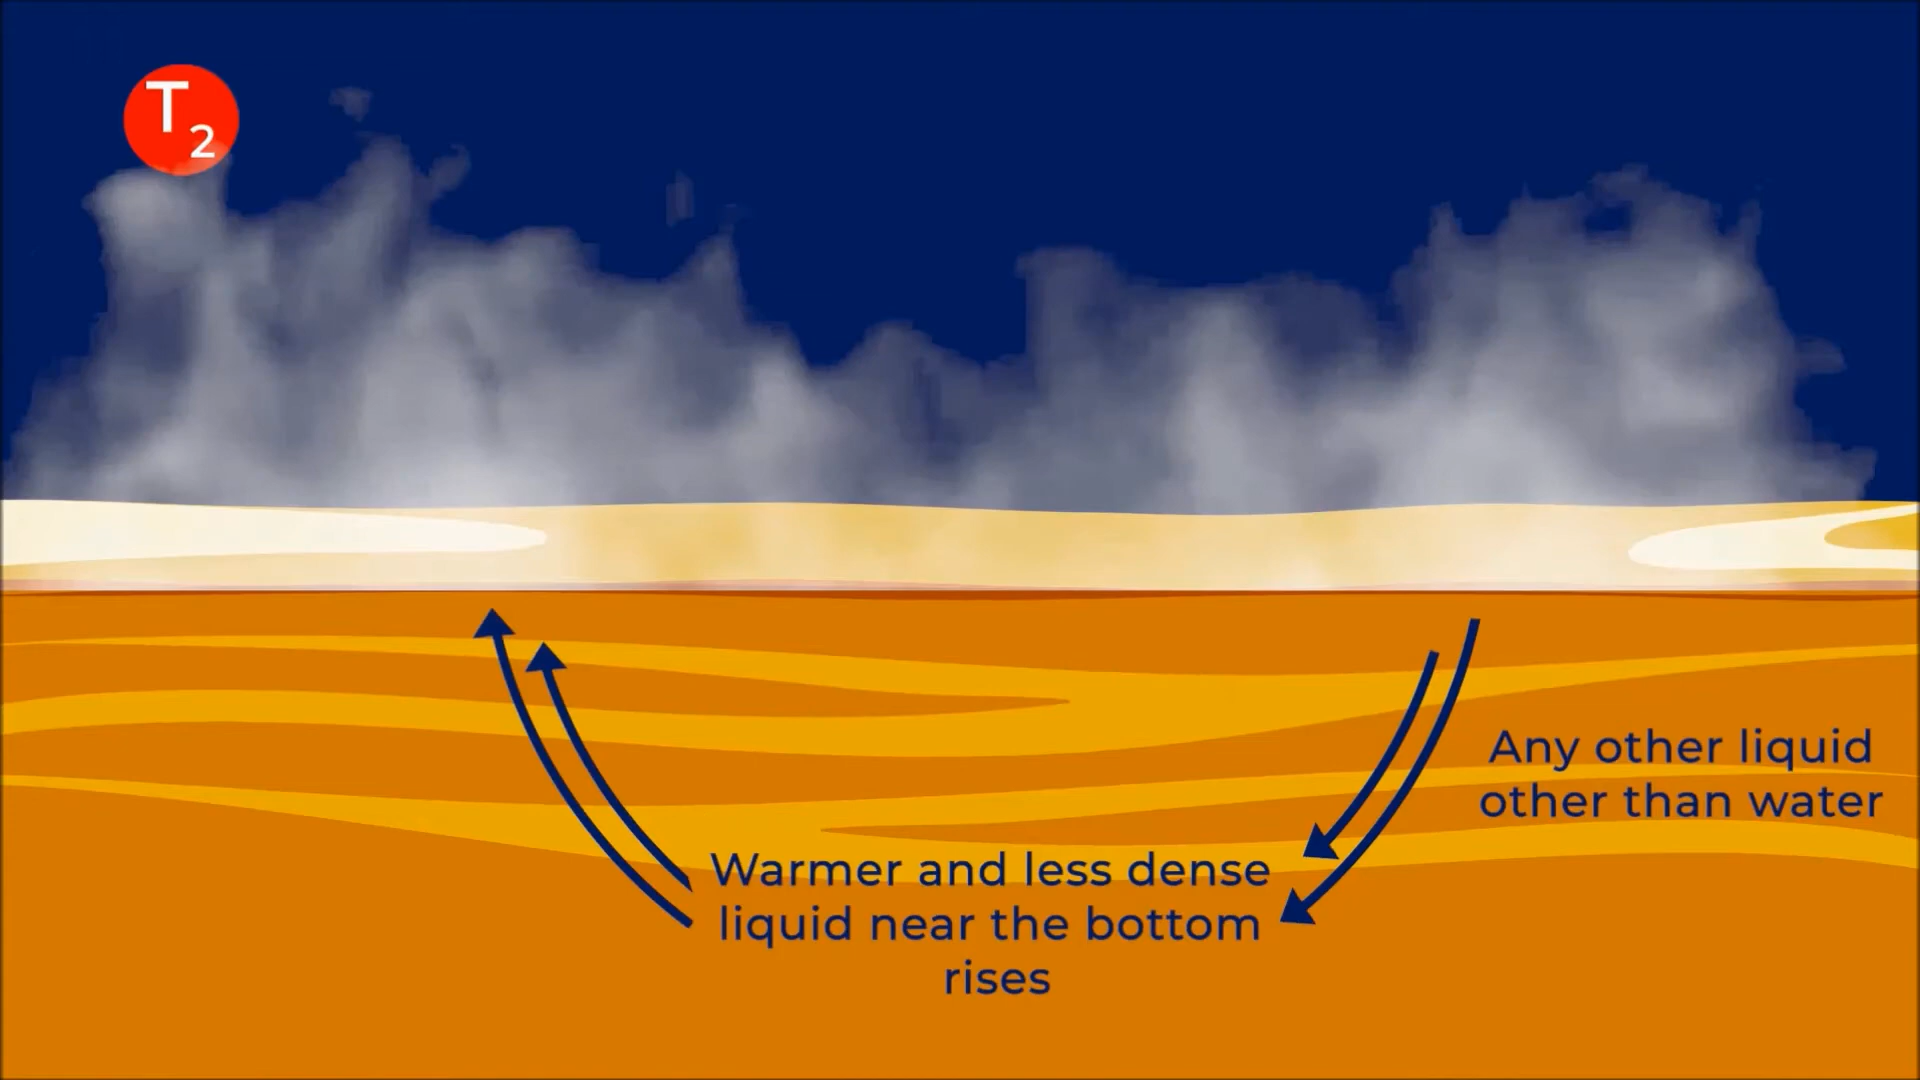 T2
Any other liquid
other than water
Warmer and less dense
liquid near the bottom
rises